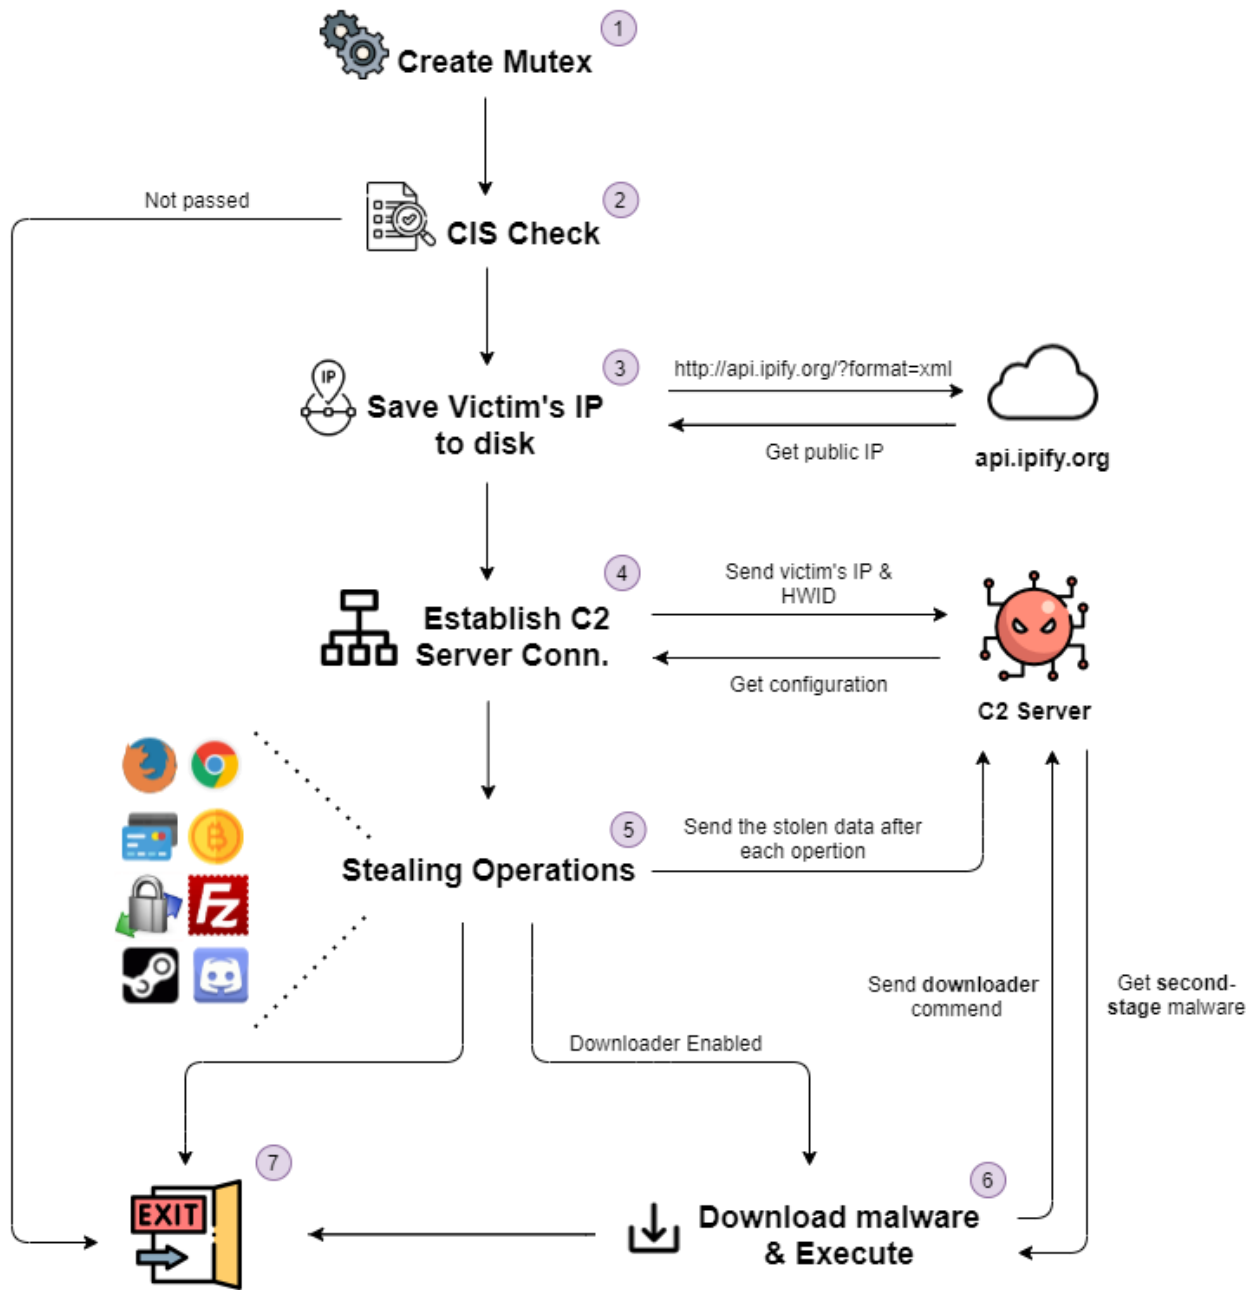 1
Create Mutex
Not passed
2
CIS Check
3
http://api.ipify.org/?format=xml
IP
Save Victim's IP
to disk
Get public IP
api.ipify.org
4
Send victim's IP &
HWID
Establish C2
Server Conn.
Get configuration
C2 Server
5
Send the stolen data after
each opertion
Stealing Operations
FZ
Send downloader
commend
Get second-
stage malware
Downloader Enabled
7
EXIT
6
Download malware
& Execute